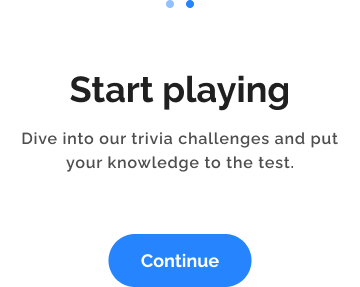 Start playing
Dive into our trivia challenges and put
your knowledge to the test.
Continue